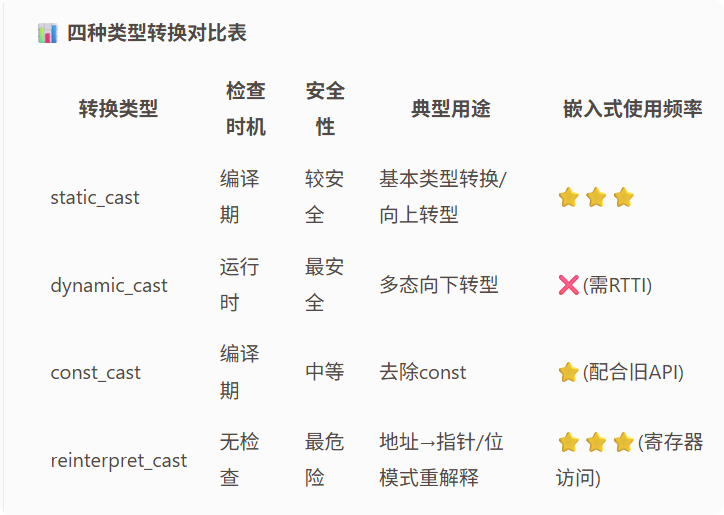 📊 四种类型转换对比表
转换类型 检查时机 安全性 典型用途 嵌入式使用频率
static_cast 编译期 较安全 基本类型转换/向上转型 ⭐⭐⭐
dynamic_cast 运行时 最安全 多态向下转型 ❌(需RTTI)
const_cast 编译期 中等 去除const ⭐(配合旧API)
reinterpret_cast 无检查 最危险 地址→指针/位模式重解释 ⭐⭐⭐(寄存器访问)